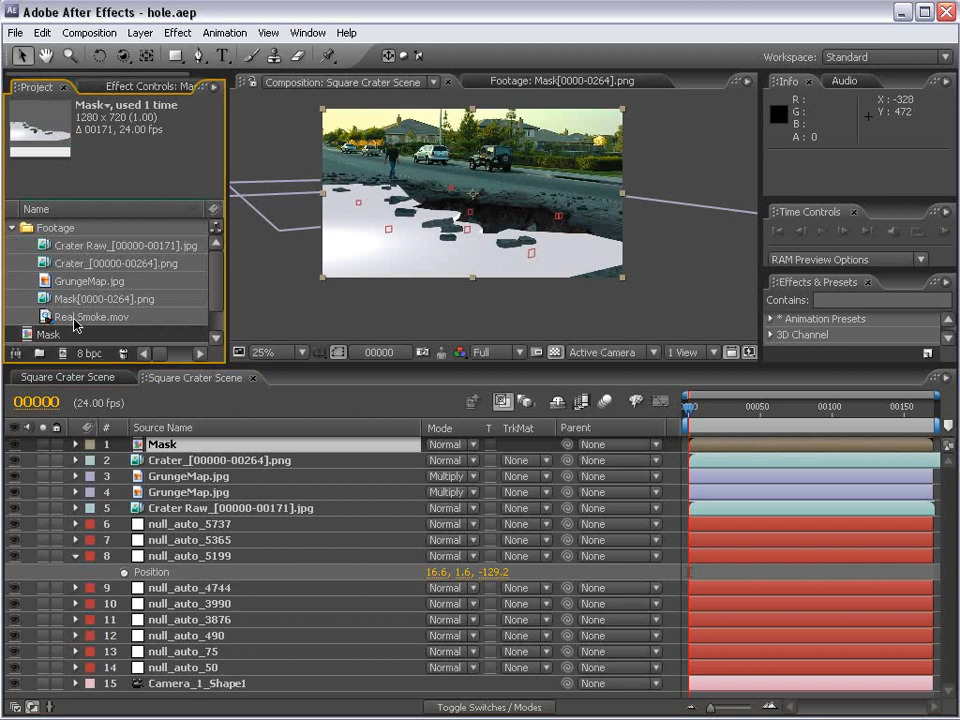 Adobe After Effects - hole.aep
File Edit Composition Layer Effect Animation View Window Help
Workspace: Standard
Project Effect Controls: Ma
Composition: Square Crater Scene Footage: Mask[0000-0264].png
Info Audio
Mask, used 1 time
1280 x 720 (1.00)
Δ 00171, 24.00 fps
R :
G :
B :
A : 0
X : -328
Y : 472
Name
Footage
Crater Raw_[00000-00171].jpg
Crater_[00000-00264].png
GrungeMap.jpg
Mask[0000-0264].png
Real Smoke.mov
Mask
8 bpc
Time Controls
RAM Preview Options
Effects & Presets
Contains:
* Animation Presets
3D Channel
25% 00000 Full Active Camera 1 View
Square Crater Scene Square Crater Scene
00000 (24.00 fps)
00050 00100 00150
# Source Name Mode T TrkMat Parent
1 Mask Normal None
2 Crater_[00000-00264].png Normal None None
3 GrungeMap.jpg Multiply None None
4 GrungeMap.jpg Multiply None None
5 Crater Raw_[00000-00171].jpg Normal None None
6 null_auto_5737 Normal None None
7 null_auto_5365 Normal None None
8 null_auto_5199 Normal None None
Position 16.6, 1.6, -129.2
9 null_auto_4744 Normal None None
10 null_auto_3990 Normal None None
11 null_auto_3876 Normal None None
12 null_auto_490 Normal None None
13 null_auto_75 Normal None None
14 null_auto_50 Normal None None
15 Camera_1_Shape1 None
Toggle Switches / Modes